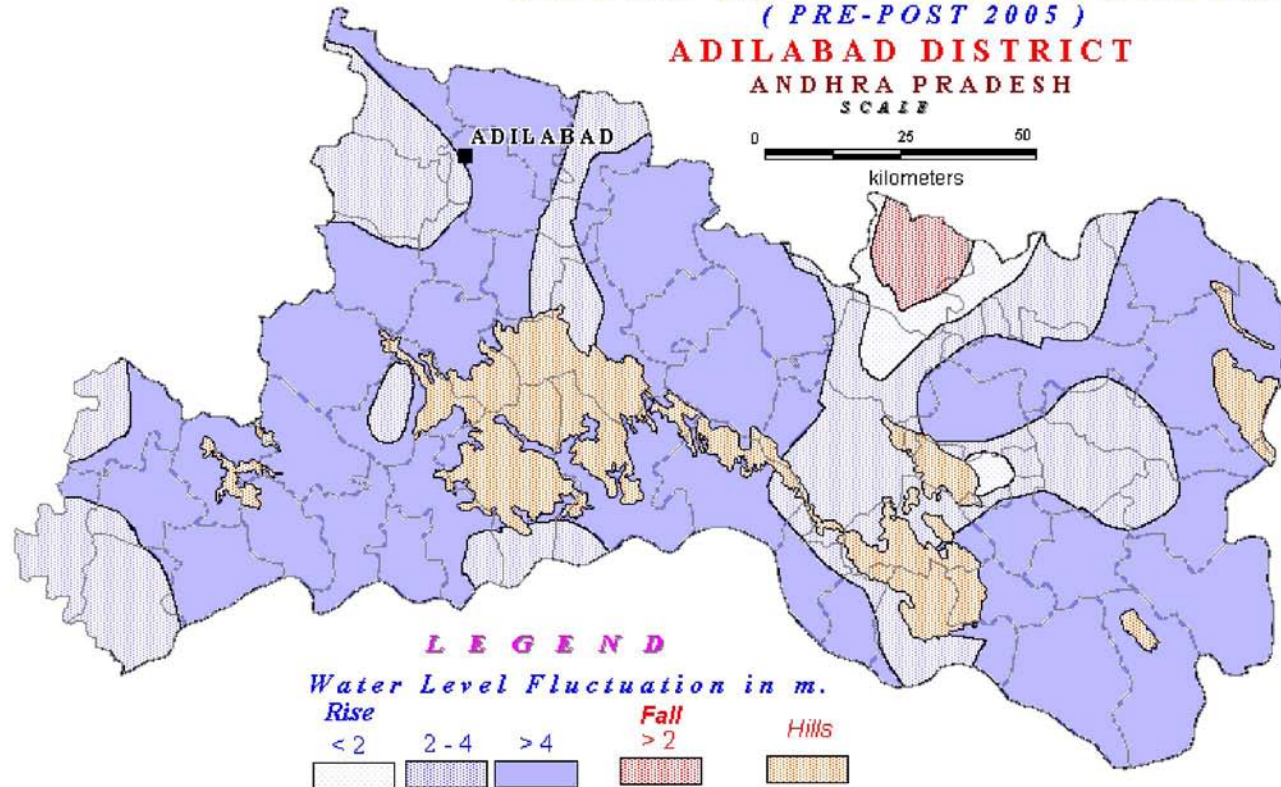 ( PRE-POST 2005 )
ADILABAD DISTRICT
ANDHRA PRADESH
SCALE
0 25 50
kilometers
ADILABAD
LEGEND
Water Level Fluctuation in m.
Rise Fall Hills
< 2 2 - 4 > 4 > 2